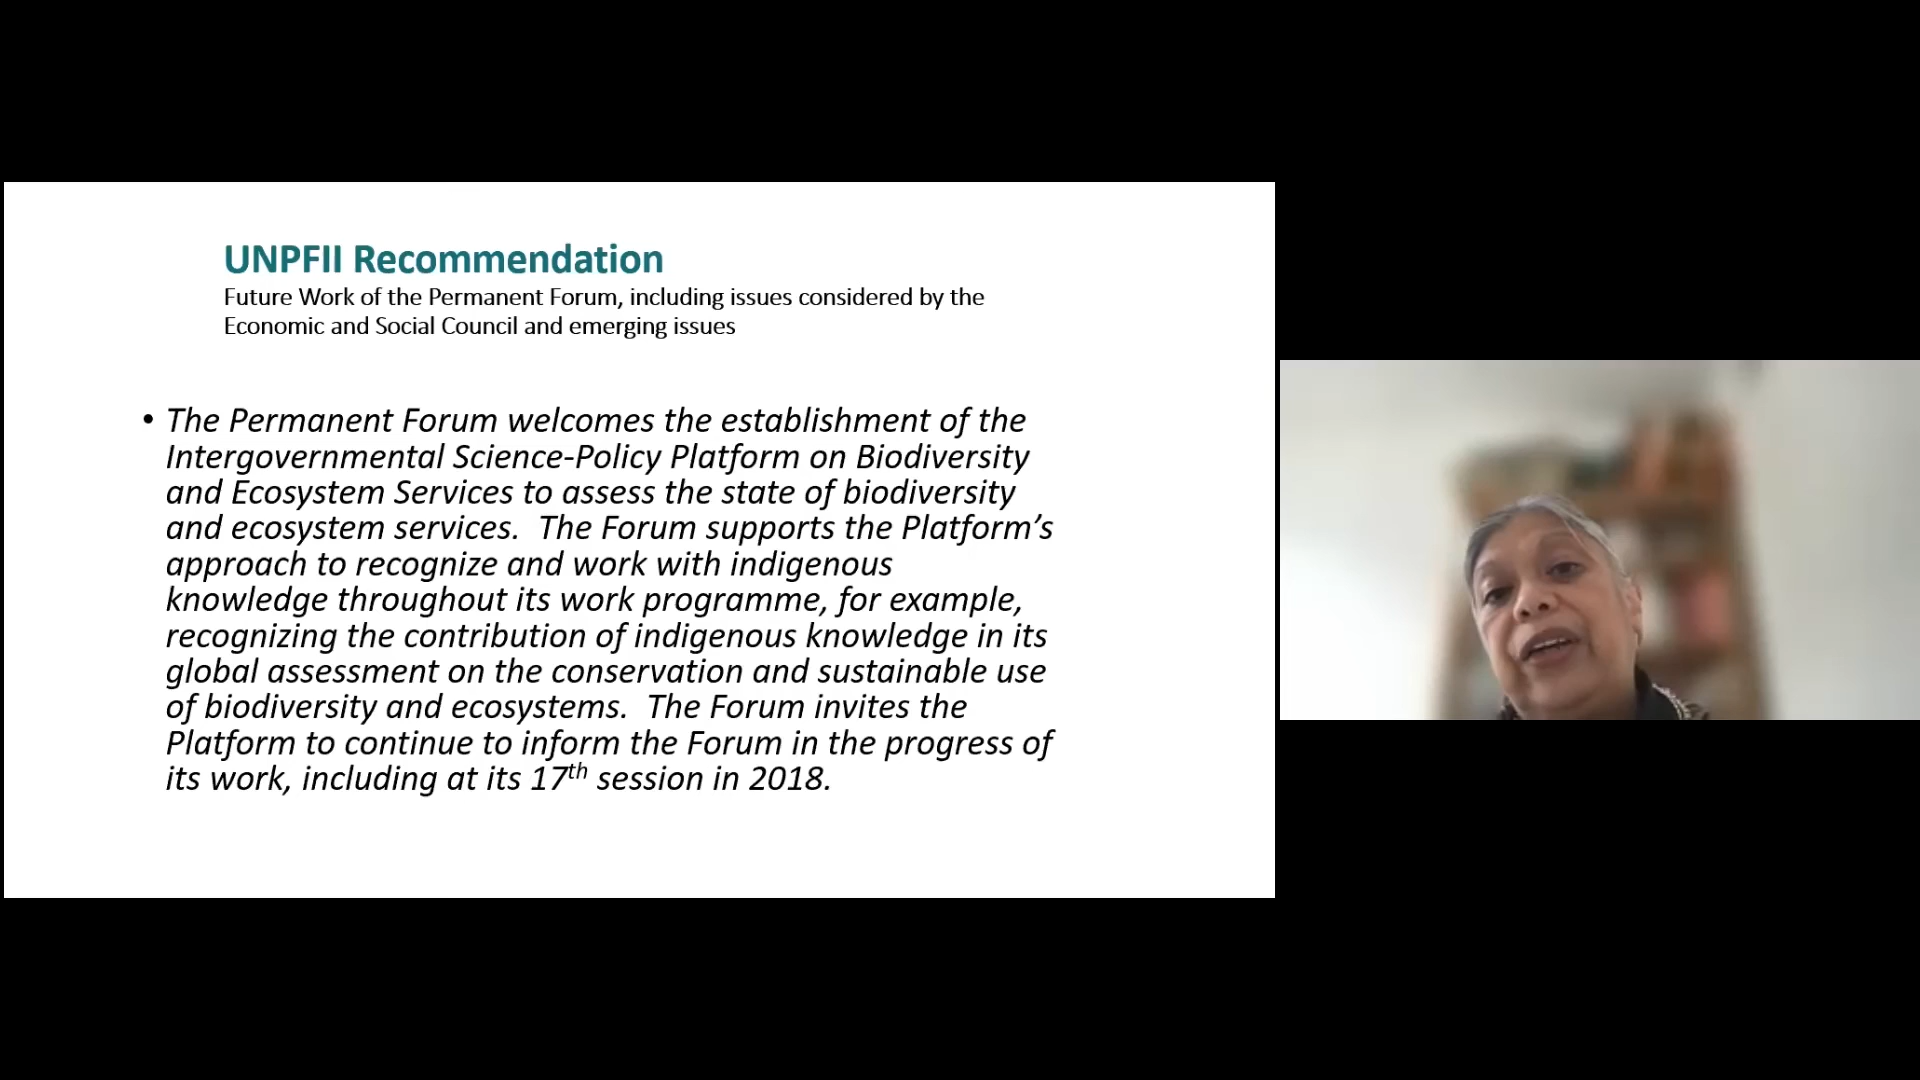 UNPFII Recommendation
Future Work of the Permanent Forum, including issues considered by the
Economic and Social Council and emerging issues
• The Permanent Forum welcomes the establishment of the
Intergovernmental Science-Policy Platform on Biodiversity
and Ecosystem Services to assess the state of biodiversity
and ecosystem services.  The Forum supports the Platform’s
approach to recognize and work with indigenous
knowledge throughout its work programme, for example,
recognizing the contribution of indigenous knowledge in its
global assessment on the conservation and sustainable use
of biodiversity and ecosystems.  The Forum invites the
Platform to continue to inform the Forum in the progress of
its work, including at its 17th session in 2018.